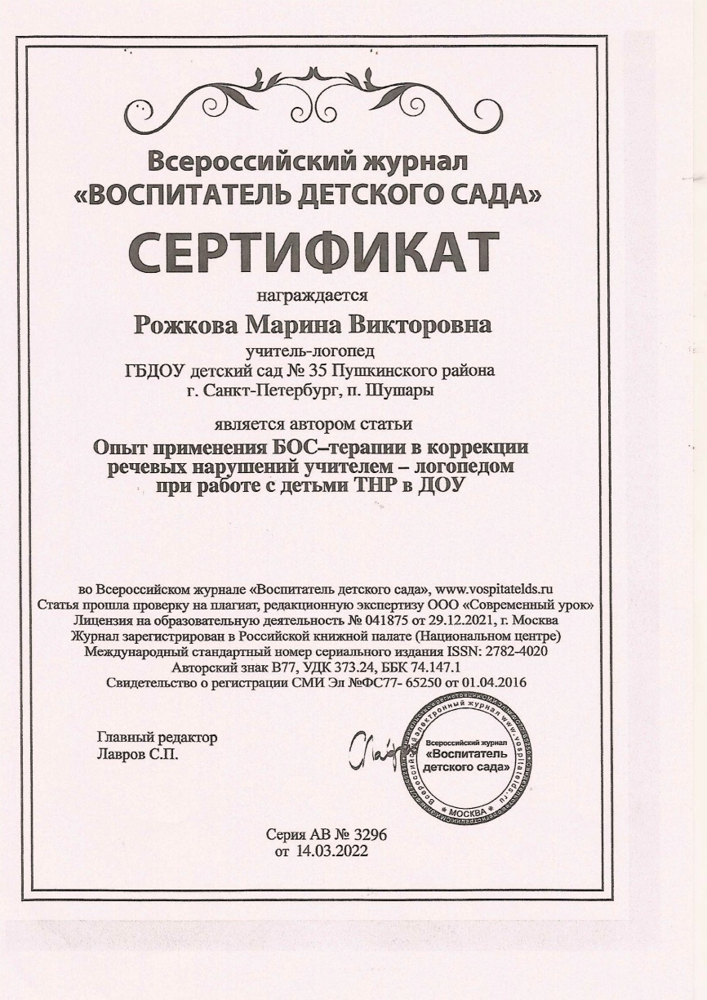 Всероссийский журнал
«ВОСПИТАТЕЛЬ ДЕТСКОГО САДА»
СЕРТИФИКАТ
награждается
Рожкова Марина Викторовна
учитель-логопед
ГБДОУ детский сад № 35 Пушкинского района
г. Санкт-Петербург, п. Шушары
является автором статьи
Опыт применения БОС–терапии в коррекции
речевых нарушений учителем – логопедом
при работе с детьми ТНР в ДОУ
во Всероссийском журнале «Воспитатель детского сада», www.vospitatelds.ru
Статья прошла проверку на плагиат, редакционную экспертизу ООО «Современный урок»
Лицензия на образовательную деятельность № 041875 от 29.12.2021, г. Москва
Журнал зарегистрирован в Российской книжной палате (Национальном центре)
Международный стандартный номер сериального издания ISSN: 2782-4020
Авторский знак В77, УДК 373.24, ББК 74.147.1
Свидетельство о регистрации СМИ Эл №ФС77- 65250 от 01.04.2016
Главный редактор
Лавров С.П.
Всероссийский электронный журнал www.vospitatelds.ru
Всероссийский журнал
«Воспитатель
детского сада»
* МОСКВА *
Серия АВ № 3296
от 14.03.2022